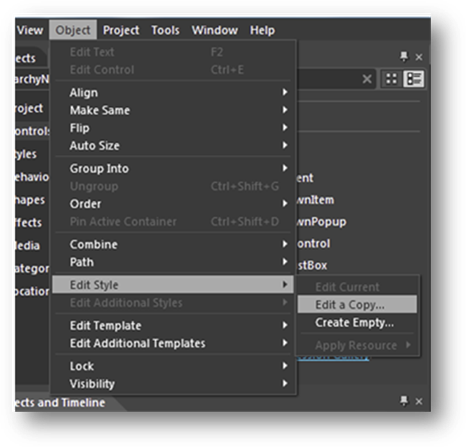 View Object Project Tools Window Help
Edit Text F2
Edit Control Ctrl+E
Align
Make Same
Flip
Auto Size
Group Into
Ungroup Ctrl+Shift+G
Order
Pin Active Container Ctrl+Shift+D
Combine
Path
Edit Style
Edit Additional Styles
Edit Template
Edit Additional Templates
Lock
Visibility
Edit Current
Edit a Copy...
Create Empty...
Apply Resource
ects
archyN
roject
ontrols
tyles
ehavio
hapes
ffects
ledia
ategor
ocation
ent
wnItem
wnPopup
ontrol
stBox
ects and Timeline